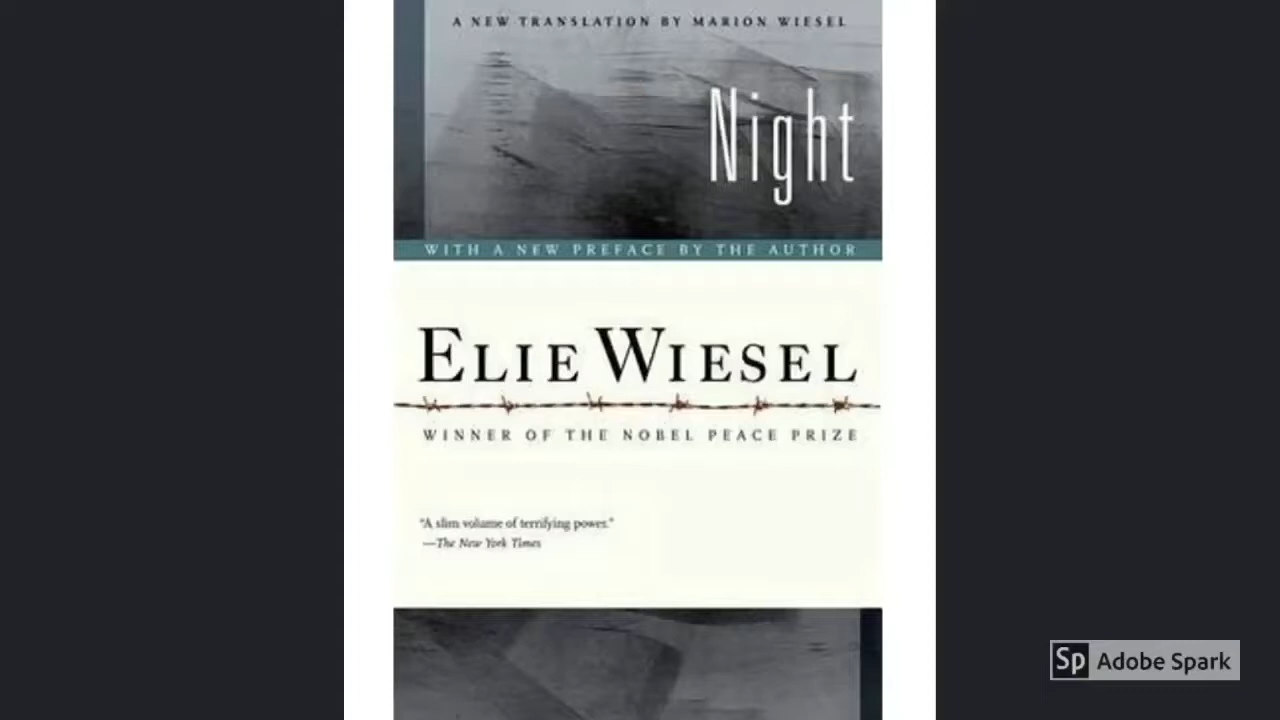 A NEW TRANSLATION BY MARION WIESEL
Night
WITH A NEW PREFACE BY THE AUTHOR
ELIE WIESEL
WINNER OF THE NOBEL PEACE PRIZE
“A slim volume of terrifying power.”
—The New York Times
Sp Adobe Spark